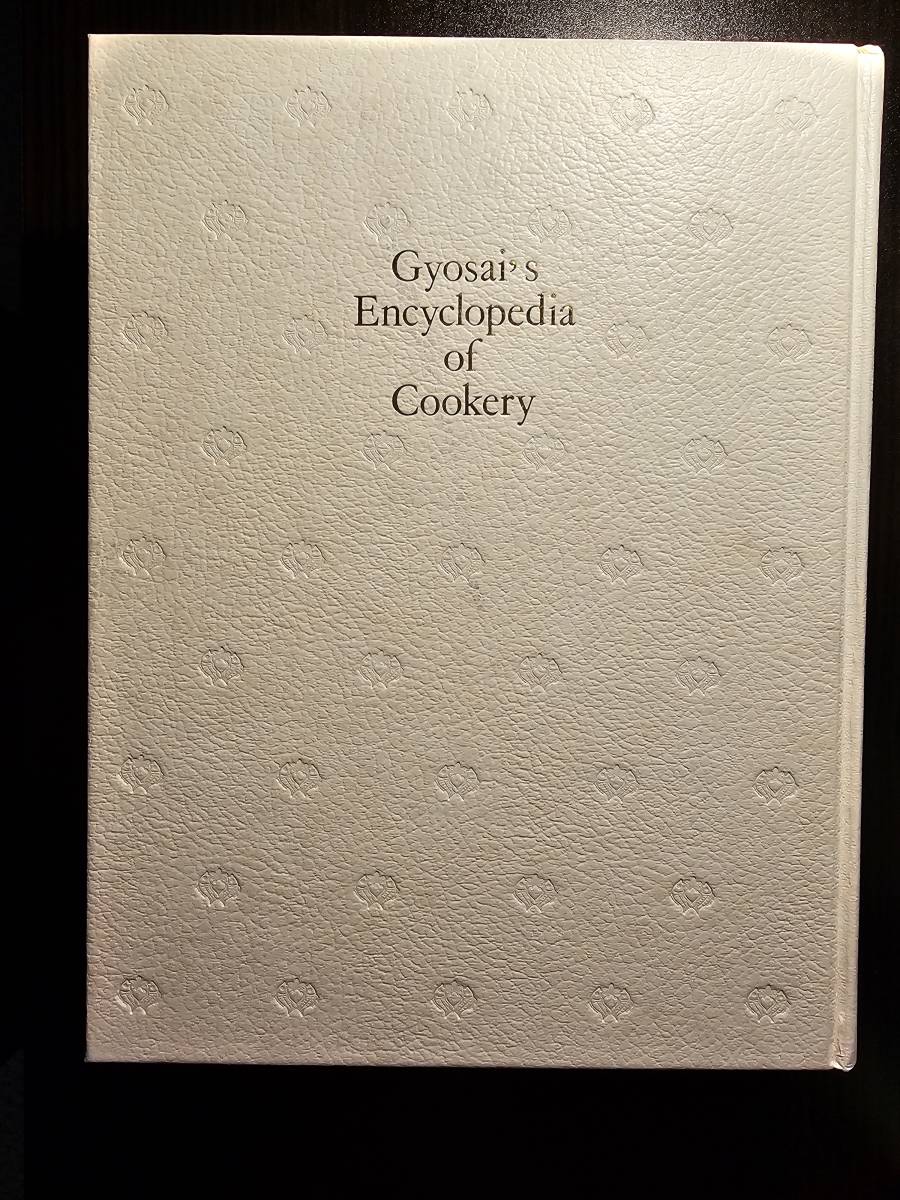 Gyosai's
Encyclopedia
of
Cookery